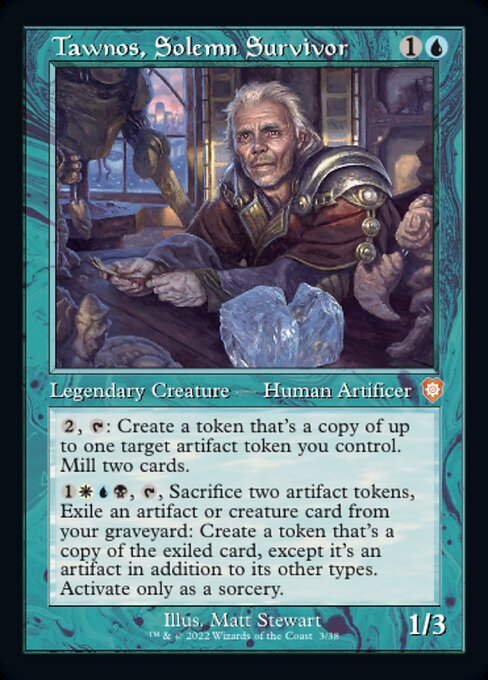 Tawnos, Solemn Survivor 1
Legendary Creature — Human Artificer
2, : Create a token that's a copy of up
to one target artifact token you control.
Mill two cards.
1 , , Sacrifice two artifact tokens,
Exile an artifact or creature card from
your graveyard: Create a token that's a
copy of the exiled card, except it's an
artifact in addition to its other types.
Activate only as a sorcery.
Illus. Matt Stewart
1/3
™ & © 2022 Wizards of the Coast 3/38